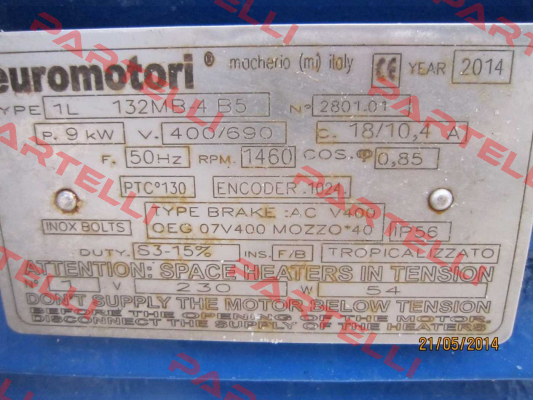 euromotori ® macherio (mi) italy CE YEAR 2014
TYPE 1L 132MB/4 B5 N° 2801.01
P. 9 kW V. 400/690 C. 18/10,4 A
F. 50Hz RPM. 1460 COS.φ 0,85
PTC°130 ENCODER .1024
INOX BOLTS TYPE BRAKE :AC V400
OEG 07V400 MOZZO*40 IP56
DUTY. S3-15% INS. F/B TROPICALIZZATO
ATTENTION: SPACE HEATERS IN TENSION
1 V 230 W 54
DON'T SUPPLY THE MOTOR BELOW TENSION
BEFORE THE OPENING OF THE MOTOR,
DISCONNECT THE SUPPLY OF THE HEATERS
21/05/2014
PARTELLI